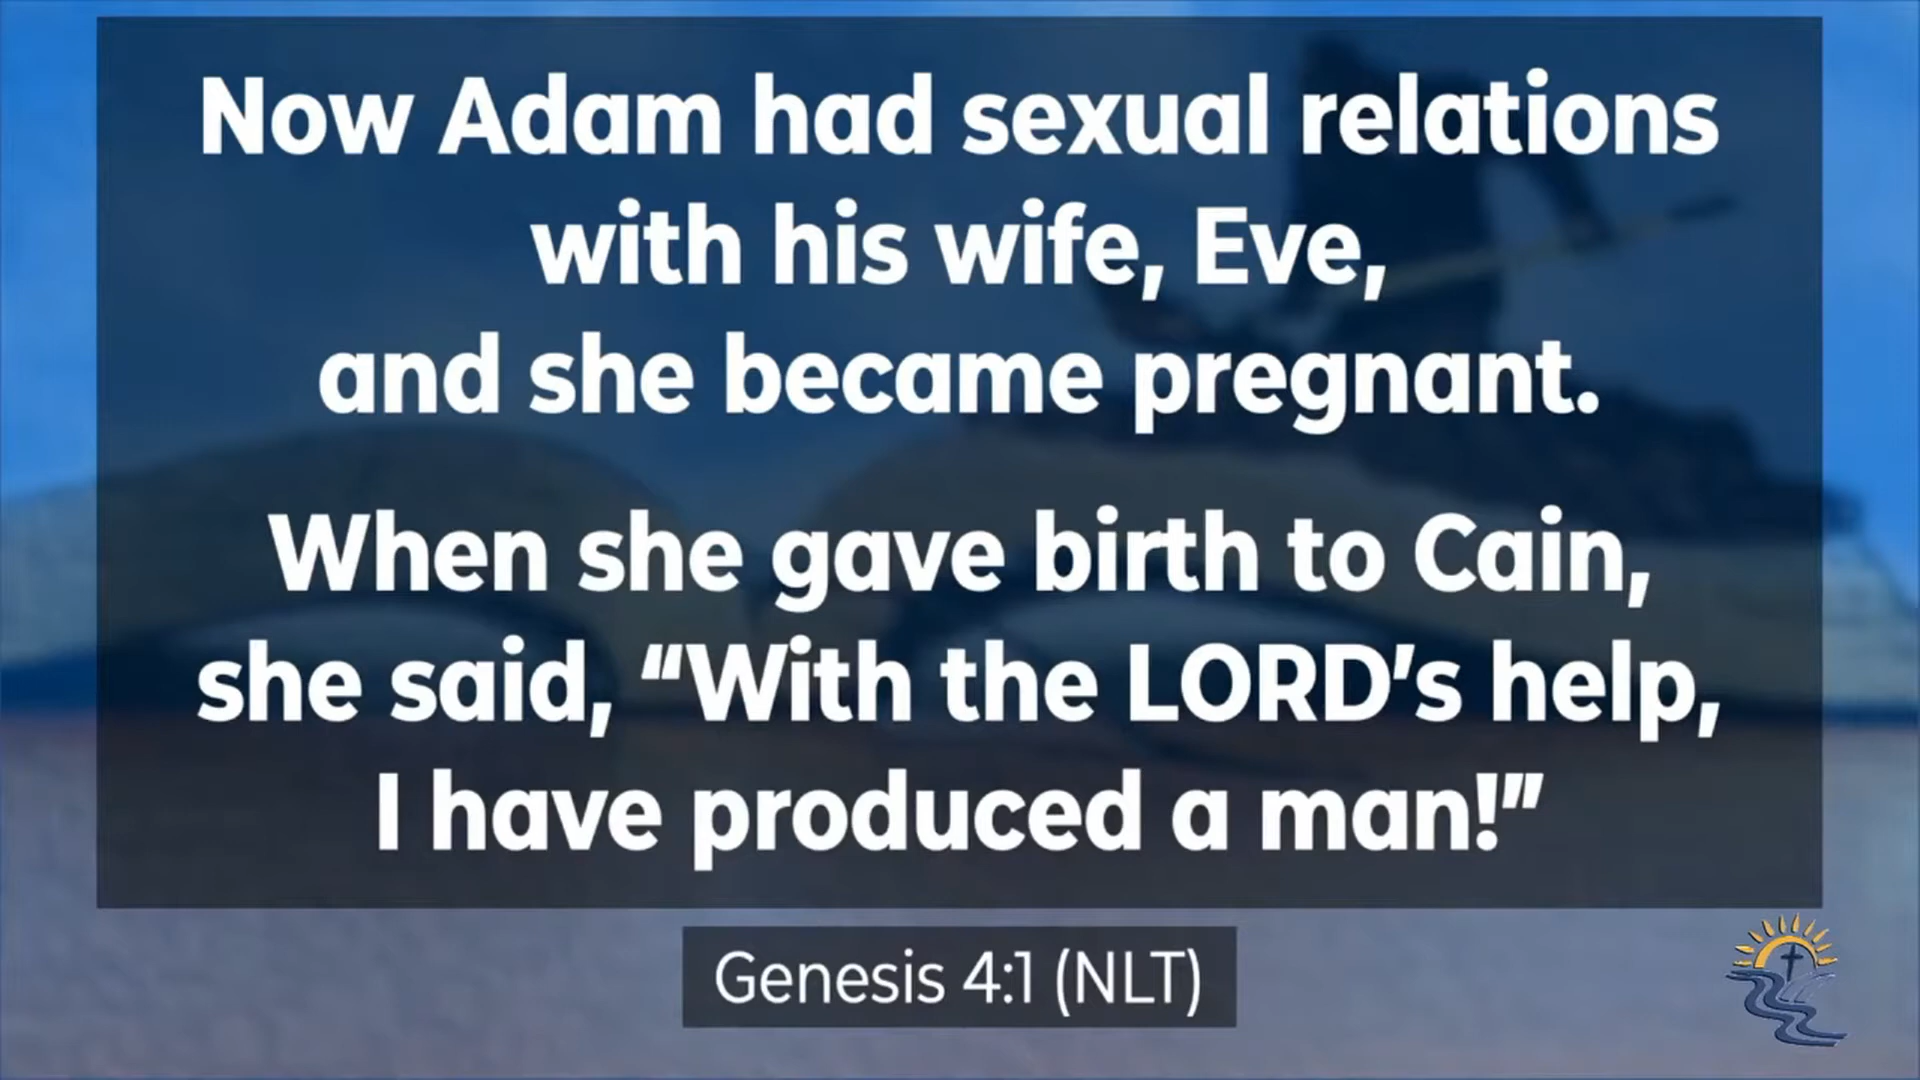 Now Adam had sexual relations
with his wife, Eve,
and she became pregnant.
When she gave birth to Cain,
she said, “With the LORD’s help,
I have produced a man!”
Genesis 4:1 (NLT)